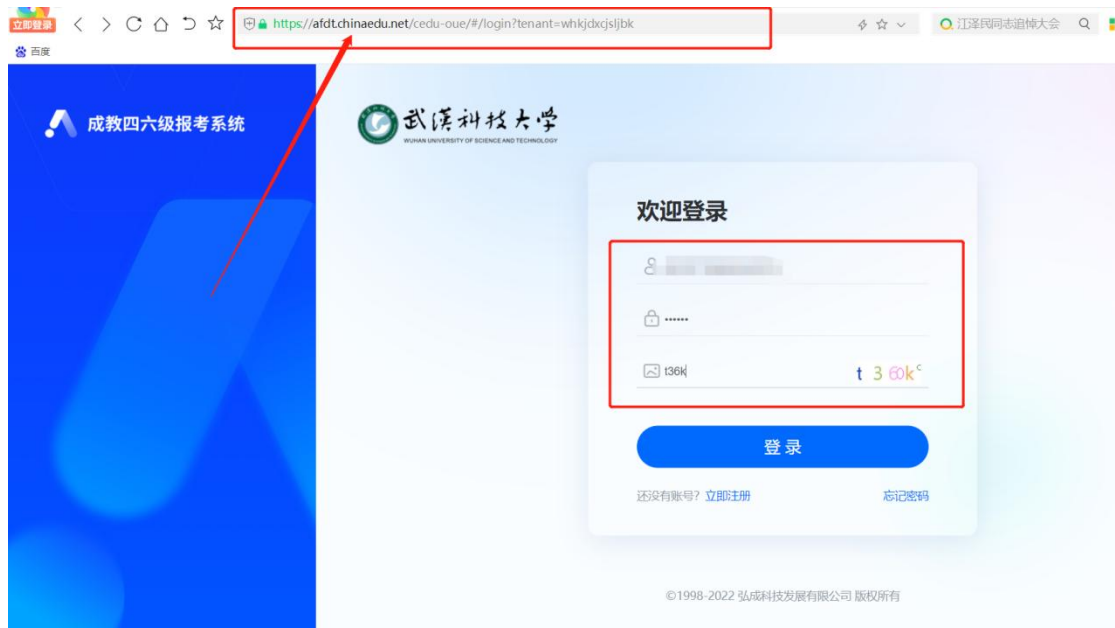 立即登录
https://afdt.chinaedu.net/cedu-oue/#/login?tenant=whkjdxcjsljbk
江泽民同志追悼大会
百度
成教四六级报考系统
武汉科技大学
WUHAN UNIVERSITY OF SCIENCE AND TECHNOLOGY
欢迎登录
••••••
t36k
t 3 6 k c
登 录
还没有账号? 立即注册 忘记密码
©1998-2022 弘成科技发展有限公司 版权所有